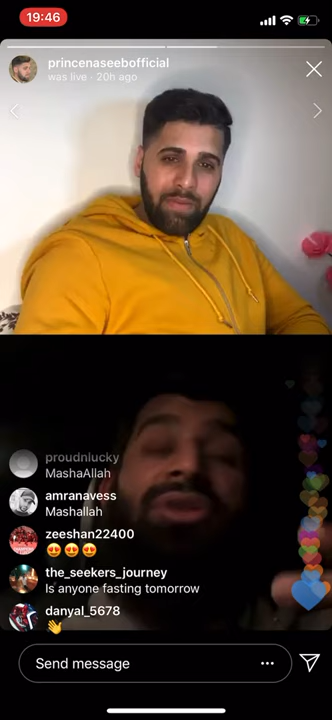 19:46
princenaseebofficial
was live · 20h ago
proudnlucky
MashaAllah
amranavess
Mashallah
zeeshan22400
😍 😍 😍
the_seekers_journey
Is anyone fasting tomorrow
danyal_5678
👋
Send message